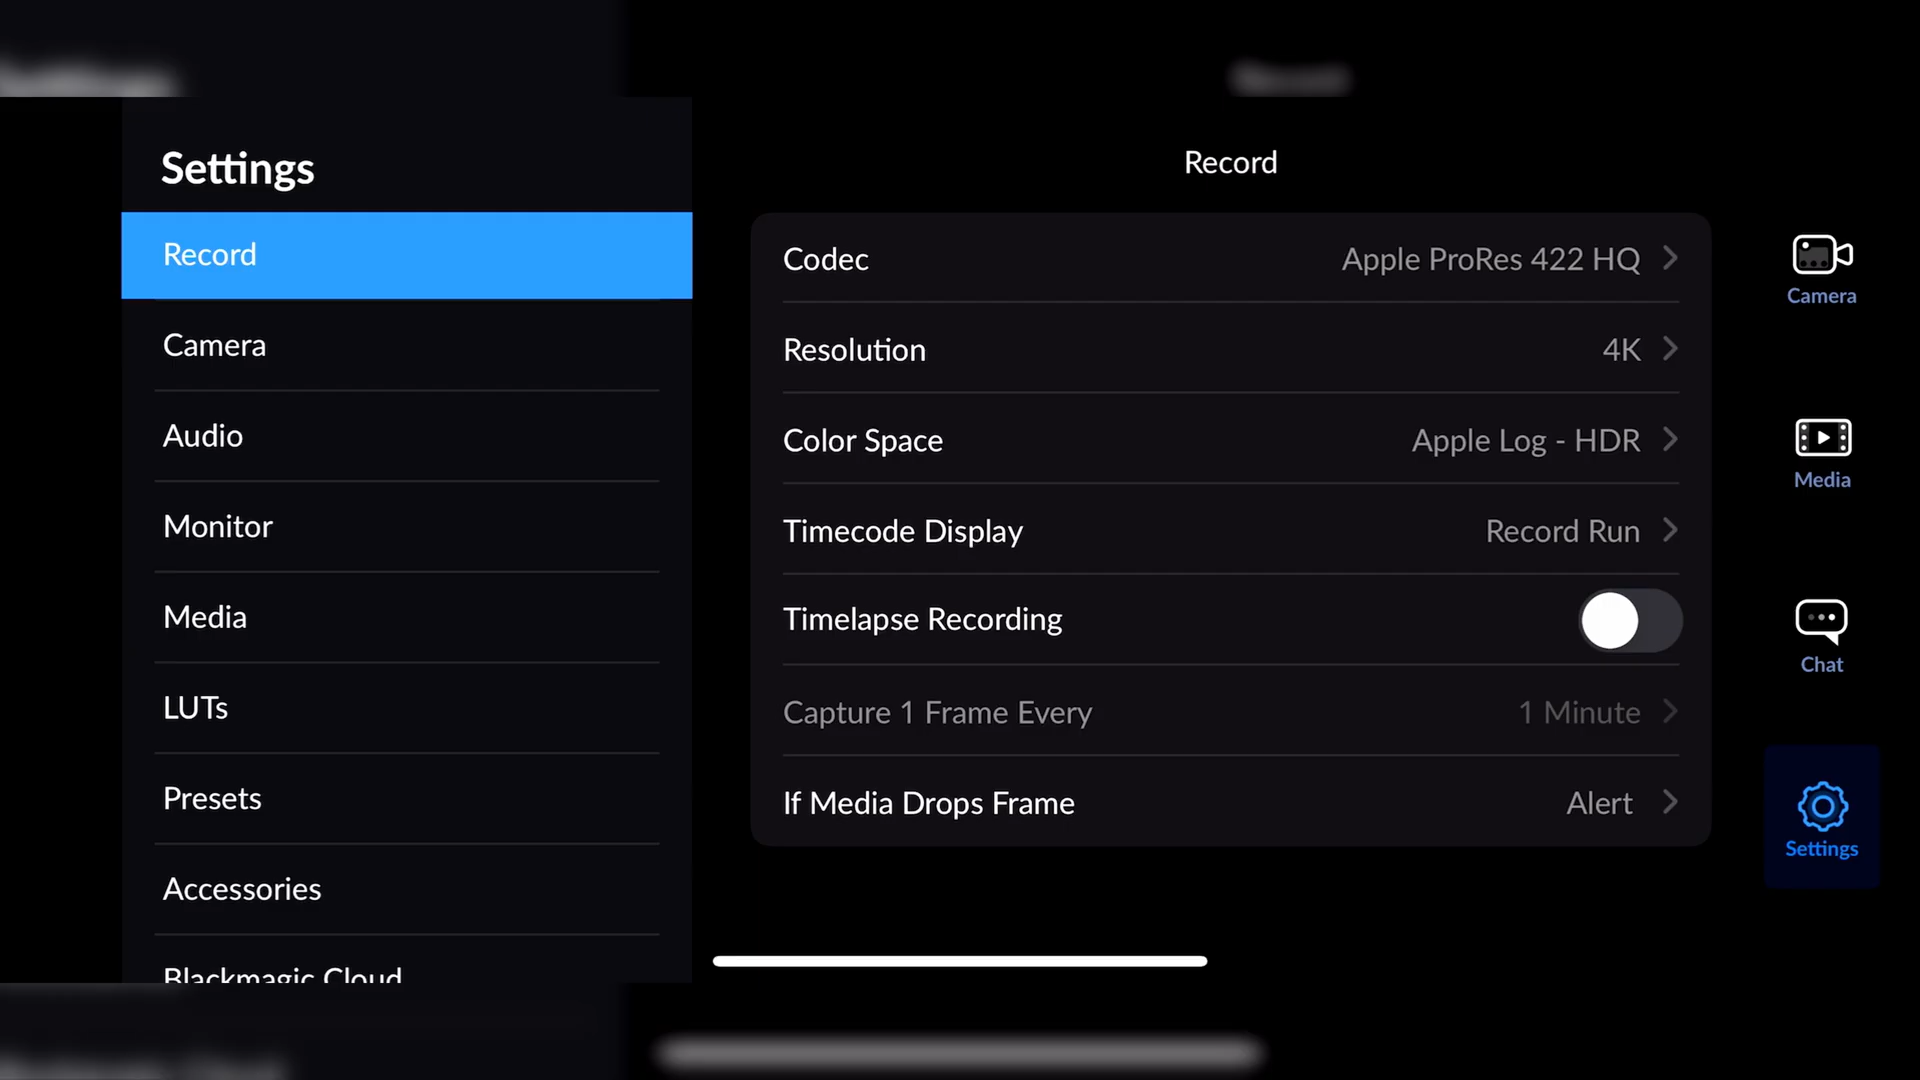 Settings
Record
Camera
Audio
Monitor
Media
LUTs
Presets
Accessories
Blackmagic Cloud
Record
Codec Apple ProRes 422 HQ
Resolution 4K
Color Space Apple Log - HDR
Timecode Display Record Run
Timelapse Recording
Capture 1 Frame Every 1 Minute
If Media Drops Frame Alert
Camera
Media
Chat
Settings